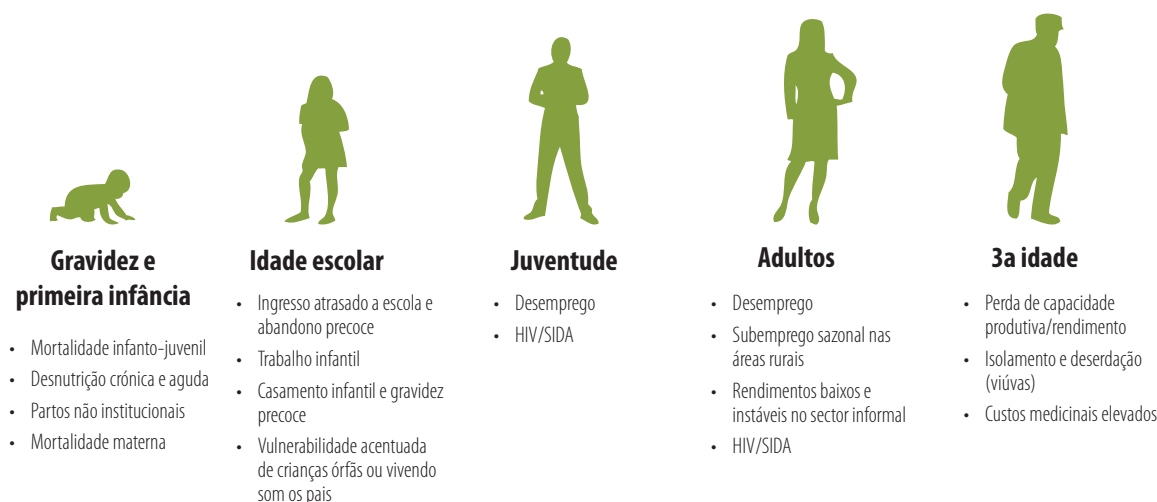 Gravidez e
primeira infância
• Mortalidade infanto-juvenil
• Desnutrição crónica e aguda
• Partos não institucionais
• Mortalidade materna
Idade escolar
• Ingresso atrasado a escola e
abandono precoce
• Trabalho infantil
• Casamento infantil e gravidez
precoce
• Vulnerabilidade acentuada
de crianças órfãs ou vivendo
som os pais
Juventude
• Desemprego
• HIV/SIDA
Adultos
• Desemprego
• Subemprego sazonal nas
áreas rurais
• Rendimentos baixos e
instáveis no sector informal
• HIV/SIDA
3a idade
• Perda de capacidade
produtiva/rendimento
• Isolamento e deserdação
(viúvas)
• Custos medicinais elevados